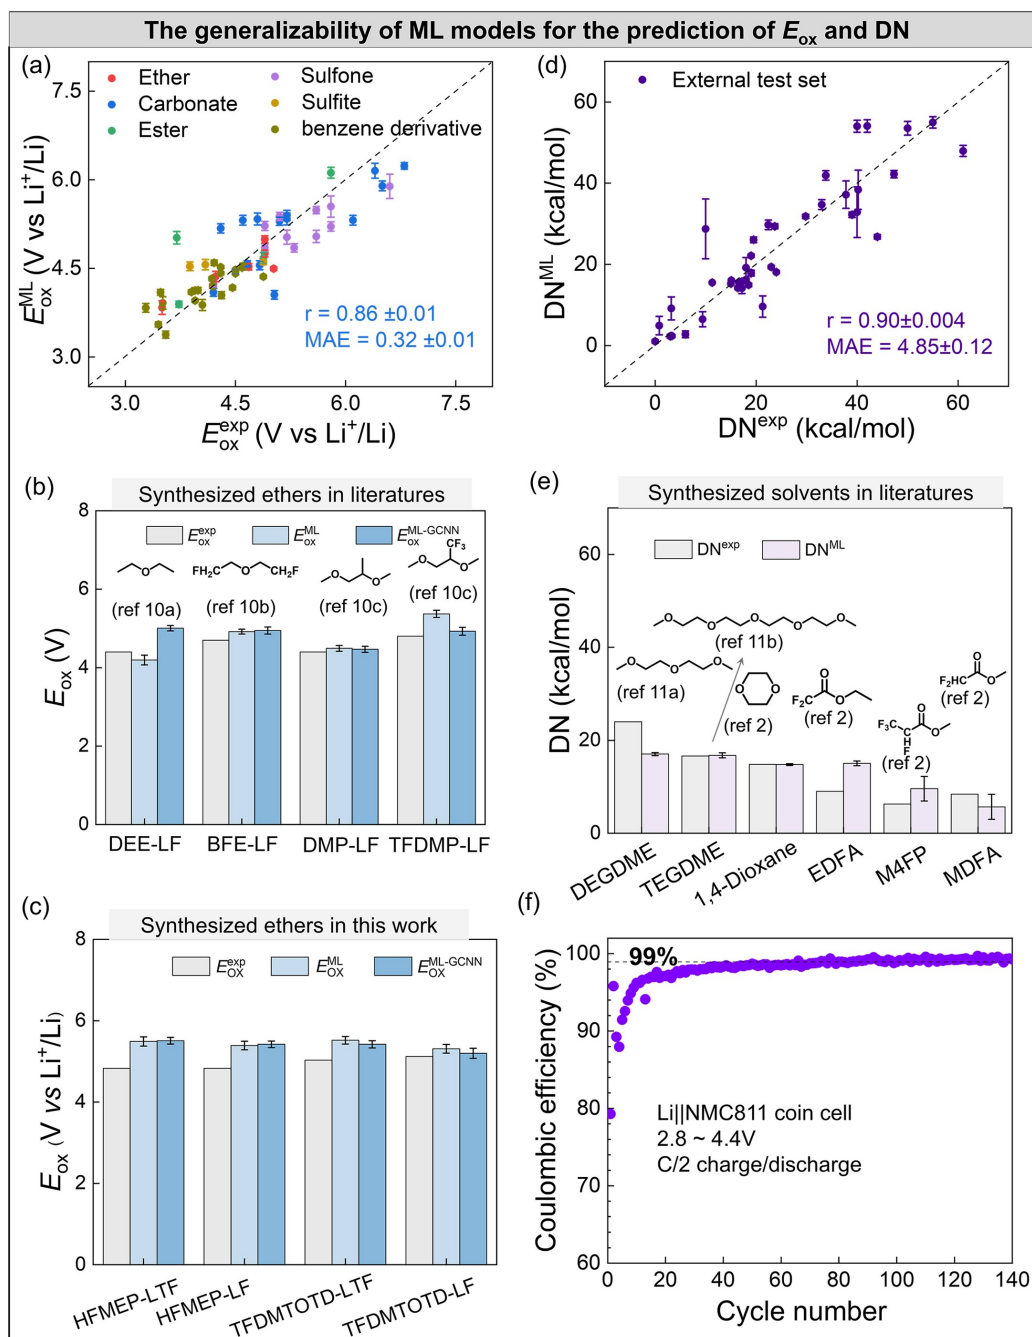 The generalizability of ML models for the prediction of Eox and DN
(a)
7.5
6.0
4.5
3.0
3.0 4.5 6.0 7.5
EoxML (V vs Li+/Li)
Eoxexp (V vs Li+/Li)
Ether
Carbonate
Ester
Sulfone
Sulfite
benzene derivative
r = 0.86 ±0.01
MAE = 0.32 ±0.01
(d)
External test set
60
40
20
0
0 20 40 60
DNML (kcal/mol)
DNexp (kcal/mol)
r = 0.90±0.004
MAE = 4.85±0.12
(b)
Synthesized ethers in literatures
8
6
4
2
0
Eox (V)
Eoxexp EoxML EoxML-GCNN
O
(ref 10a)
FH2C O CH2F
(ref 10b)
O O
(ref 10c)
CF3
O O
(ref 10c)
DEE-LF BFE-LF DMP-LF TFDMP-LF
(e)
Synthesized solvents in literatures
60
40
20
0
DN (kcal/mol)
DNexp DNML
O O O O O
(ref 11b)
O O O
(ref 11a)
O
O
(ref 2)
O
F2 O
(ref 2)
O
F3C O
H
F
(ref 2)
O
F2HC O
(ref 2)
DEGDME TEGDME 1,4-Dioxane EDFA M4FP MDFA
(c)
Synthesized ethers in this work
8
6
4
2
0
Eox (V vs Li+/Li)
EOXexp EOXML EOXML-GCNN
HFMEP-LTF HFMEP-LF TFDMTOTD-LTF TFDMTOTD-LF
(f)
100
90
80
70
60
Coulombic efficiency (%)
99%
Li||NMC811 coin cell
2.8 ~ 4.4V
C/2 charge/discharge
0 20 40 60 80 100 120 140
Cycle number